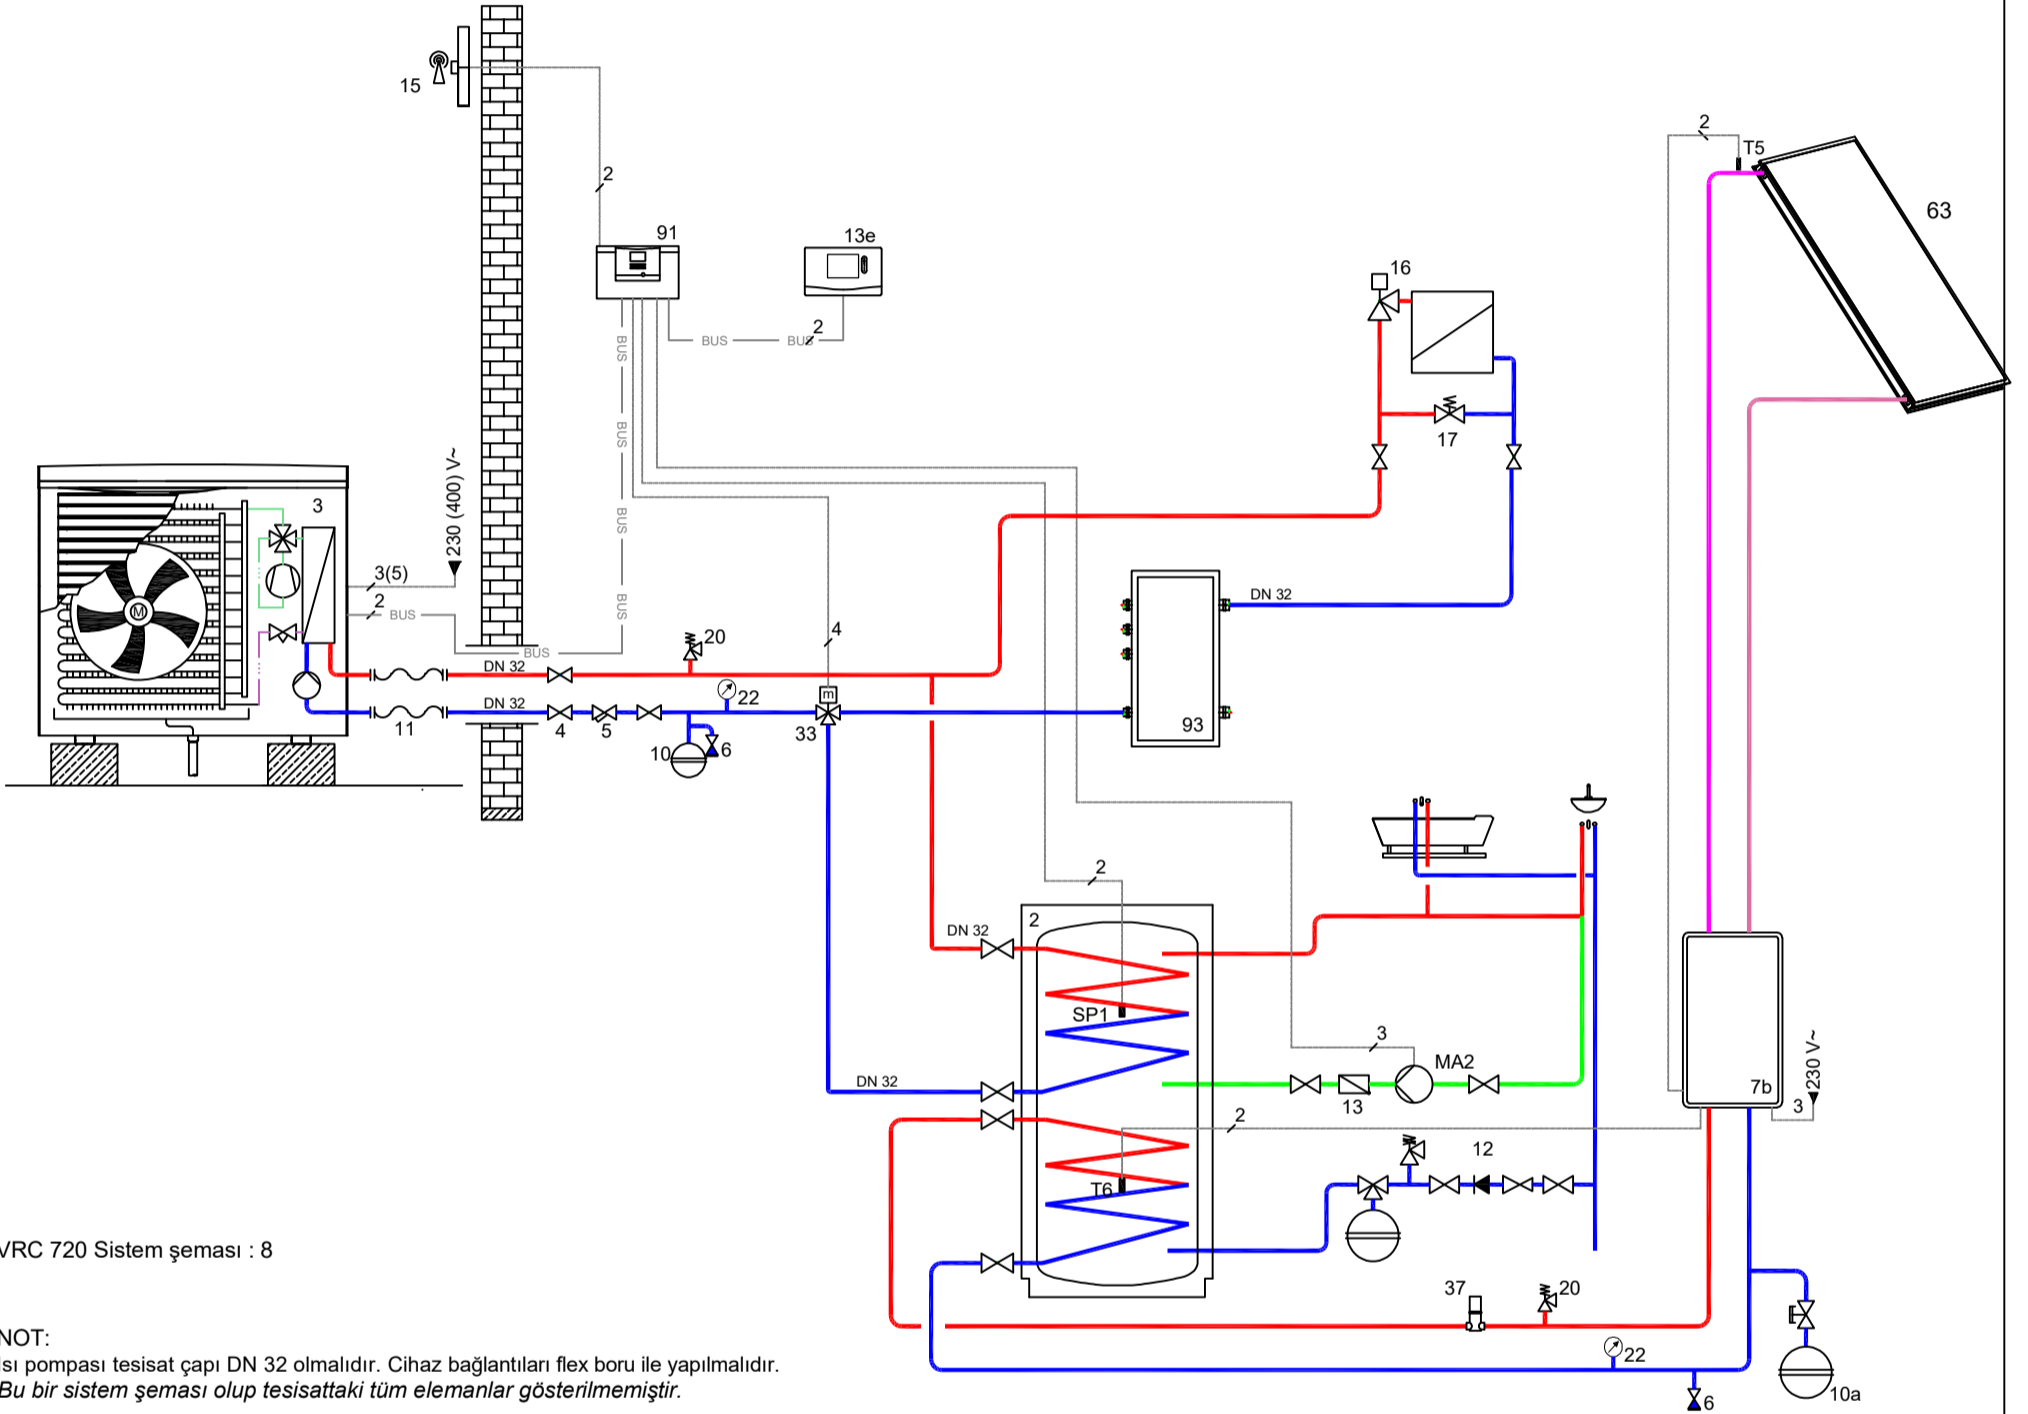 15
2
91
13e
BUS
BUS
2
BUS
BUS
BUS
BUS
16
17
2
T5
63
3
230 (400) V~
3(5)
2
BUS
BUS
DN 32
DN 32
11
4
5
20
22
10
6
4
m
33
M
DN 32
93
2
2
DN 32
SP1
DN 32
3
MA2
13
2
T6
12
7b
3
230 V~
37
20
22
6
10a
VRC 720 Sistem şeması : 8
NOT:
Isı pompası tesisat çapı DN 32 olmalıdır. Cihaz bağlantıları flex boru ile yapılmalıdır.
Bu bir sistem şeması olup tesisattaki tüm elemanlar gösterilmemiştir.